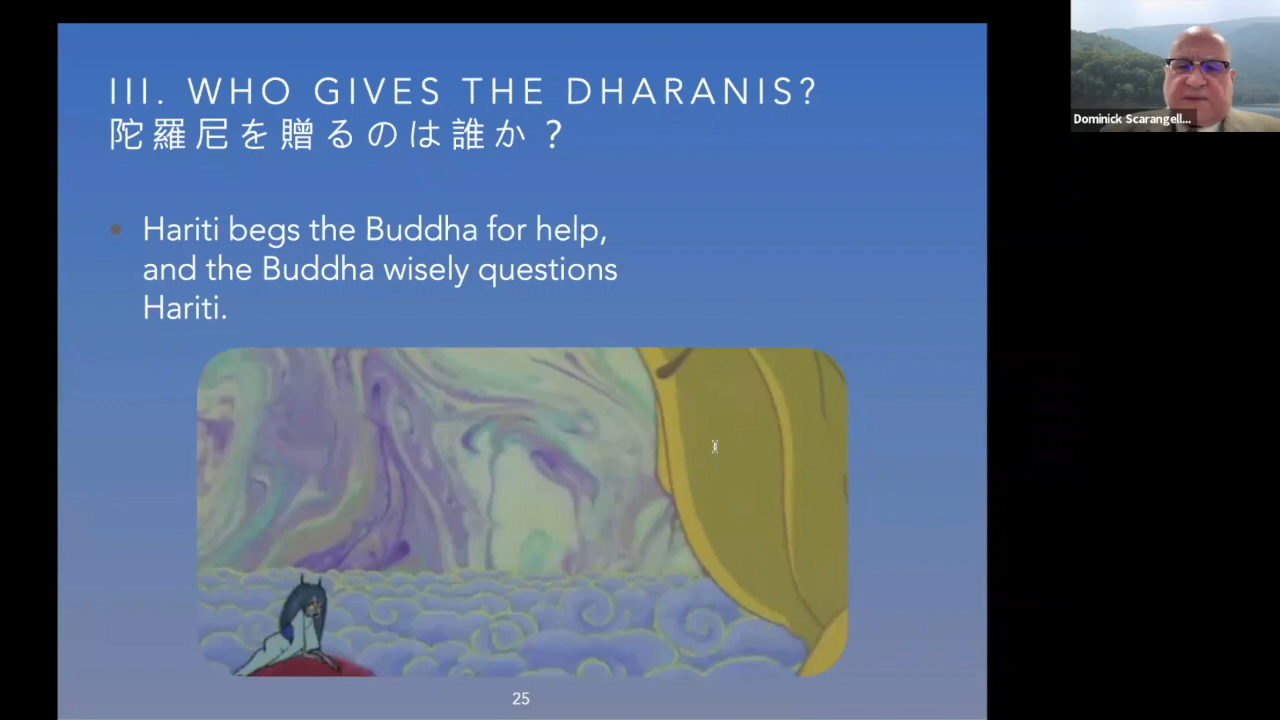 III. WHO GIVES THE DHARANIS?
陀羅尼を贈るのは誰か？
Hariti begs the Buddha for help,
and the Buddha wisely questions
Hariti.
25
Dominick Scarangell...